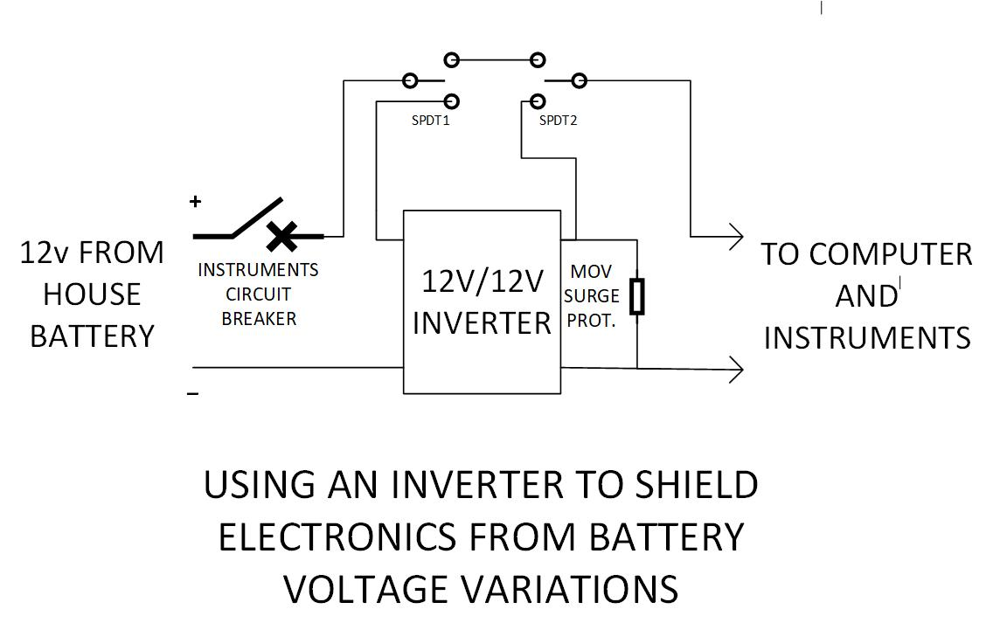 SPDT1
SPDT2
+
12v FROM
HOUSE
BATTERY
INSTRUMENTS
CIRCUIT
BREAKER
12V/12V
INVERTER
MOV
SURGE
PROT.
TO COMPUTER
AND
INSTRUMENTS
–
USING AN INVERTER TO SHIELD
ELECTRONICS FROM BATTERY
VOLTAGE VARIATIONS